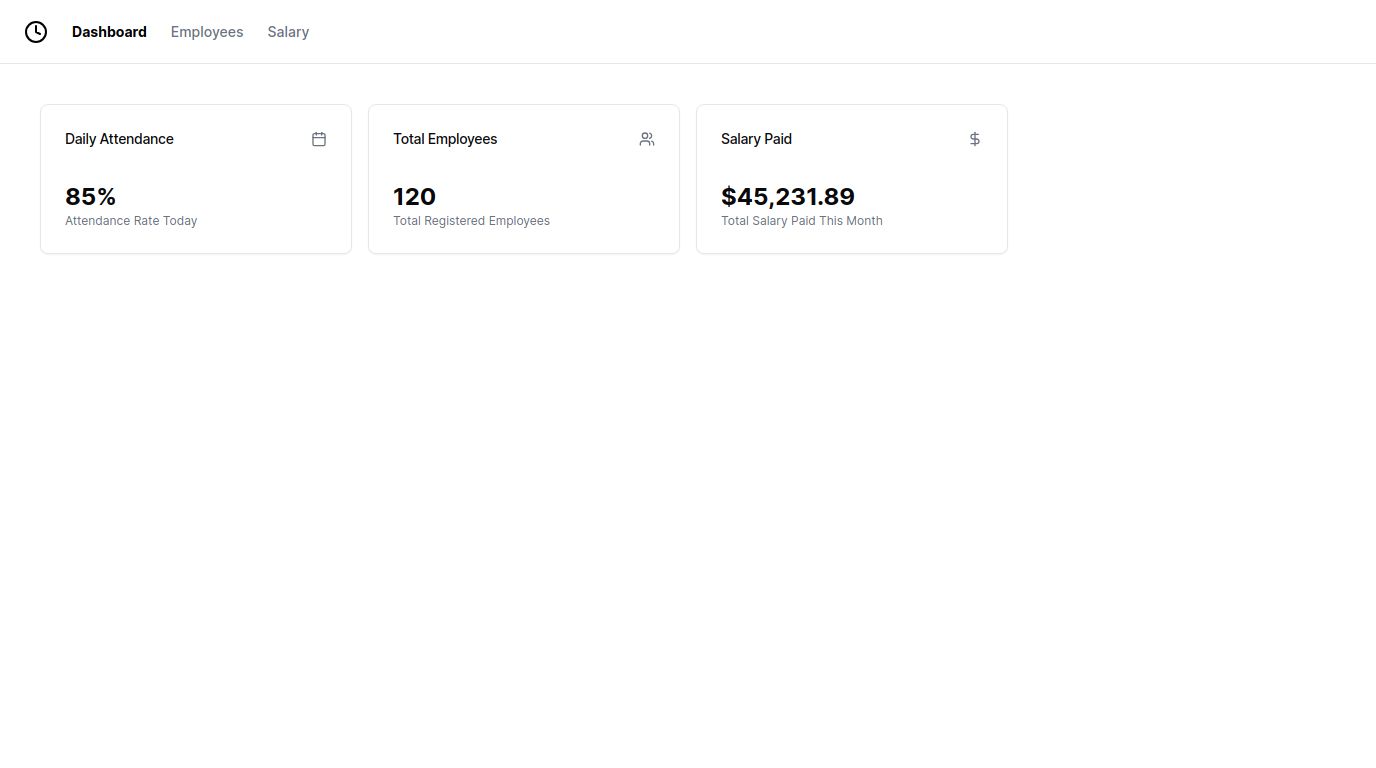 Dashboard Employees Salary
Daily Attendance
85%
Attendance Rate Today
Total Employees
120
Total Registered Employees
Salary Paid
$45,231.89
Total Salary Paid This Month